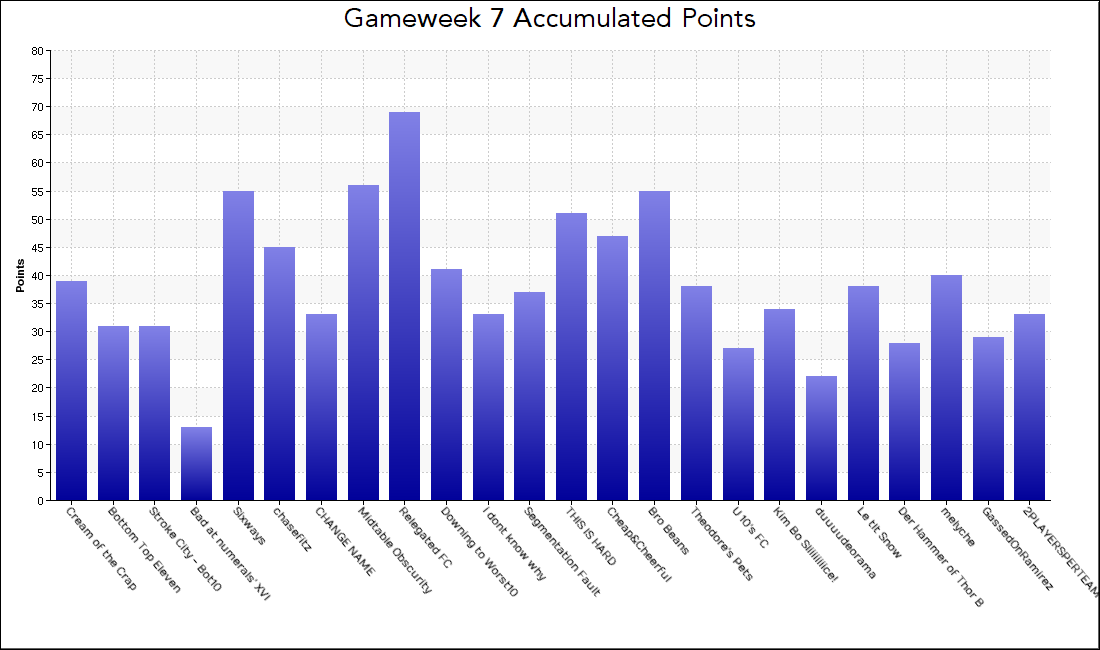 Gameweek 7 Accumulated Points
80
75
70
65
60
55
50
45
40
35
30
25
20
15
10
5
0
Points
Cream of the Crap
Bottom Top Eleven
Stroke City - Bot10
Bad at numerals' XVI
Sixways
chasefitz
CHANGE NAME
Midtable Obscurity
Relegated FC
Downing to Worst10
i dont know why
Segmentation Fault
THIS IS HARD
Cheap&Cheerful
Bro Beans
Theodore's Pets
U10's FC
Kim Bo Sliiiiiiice!
duuuudeorama
Le tit Snow
Der Hammer of Thor B
melyche
GassedOnRamirez
2PLAYERSPERTEAM